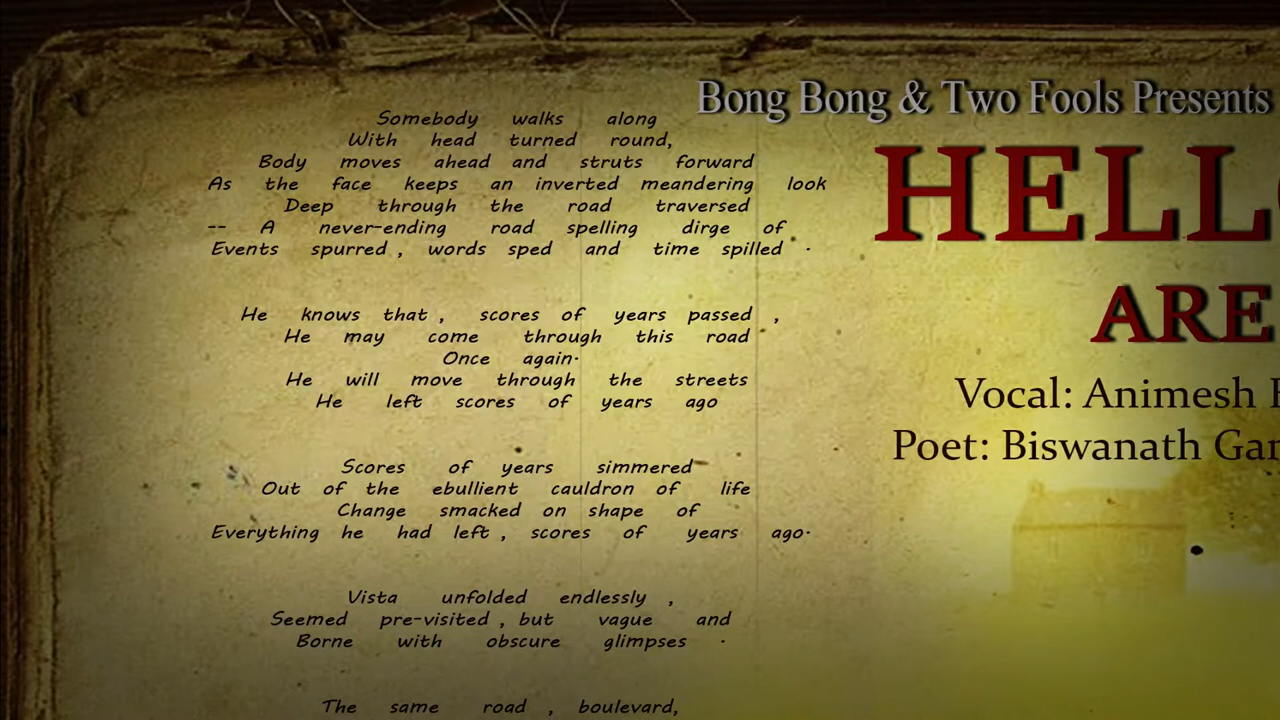 Somebody walks along
With head turned round,
Body moves ahead and struts forward
As the face keeps an inverted meandering look
Deep through the road traversed
-- A never-ending road spelling dirge of
Events spurred , words sped and time spilled .
He knows that , scores of years passed ,
He may come through this road
Once again.
He will move through the streets
He left scores of years ago
Scores of years simmered
Out of the ebullient cauldron of life
Change smacked on shape of
Everything he had left , scores of years ago.
Vista unfolded endlessly ,
Seemed pre-visited , but vague and
Borne with obscure glimpses .
The same road , boulevard,
Bong Bong & Two Fools Presents
ARE
Vocal: Animesh
Poet: Biswanath